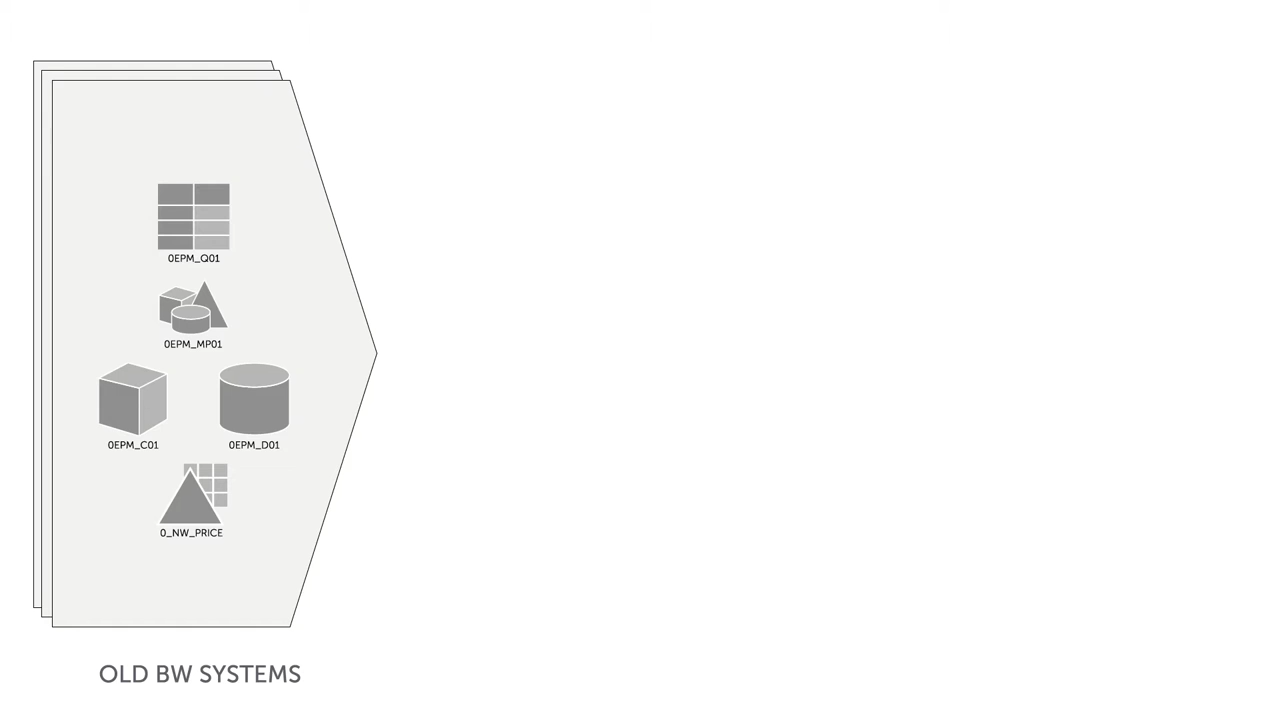 0EPM_Q01
0EPM_MP01
0EPM_C01
0EPM_D01
0_NW_PRICE
OLD BW SYSTEMS